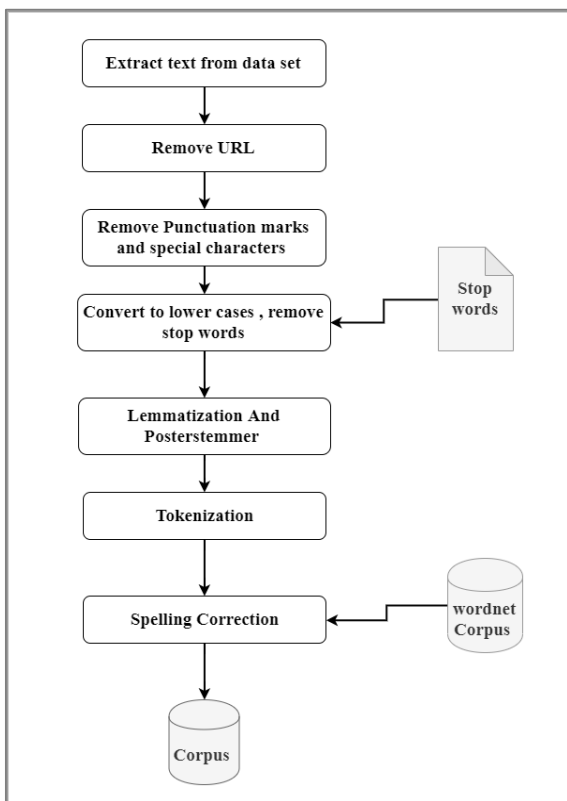 Extract text from data set
Remove URL
Remove Punctuation marks
and special characters
Convert to lower cases , remove
stop words
Stop
words
Lemmatization And
Posterstemmer
Tokenization
Spelling Correction
wordnet
Corpus
Corpus